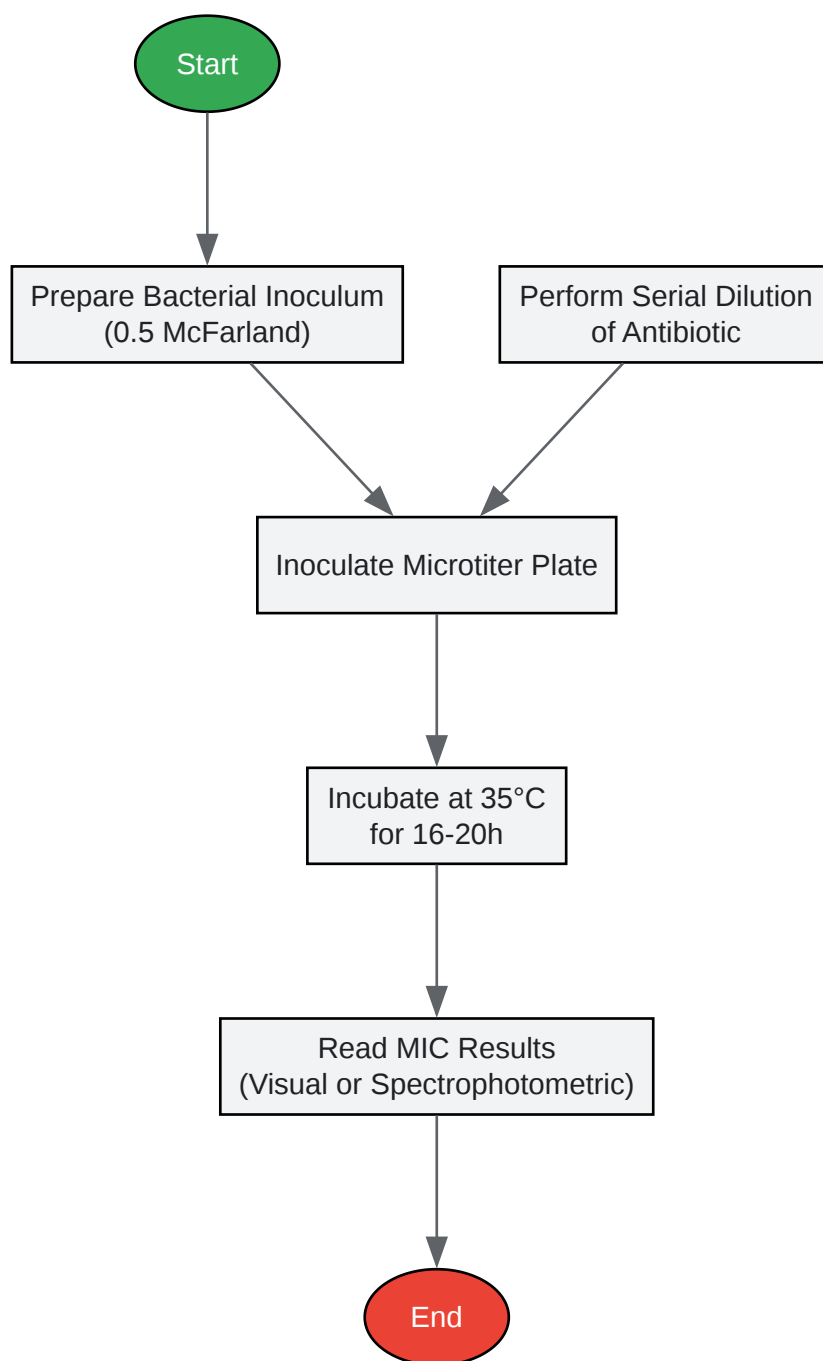 Start
Prepare Bacterial Inoculum
(0.5 McFarland)
Perform Serial Dilution
of Antibiotic
Inoculate Microtiter Plate
Incubate at 35°C
for 16-20h
Read MIC Results
(Visual or Spectrophotometric)
End